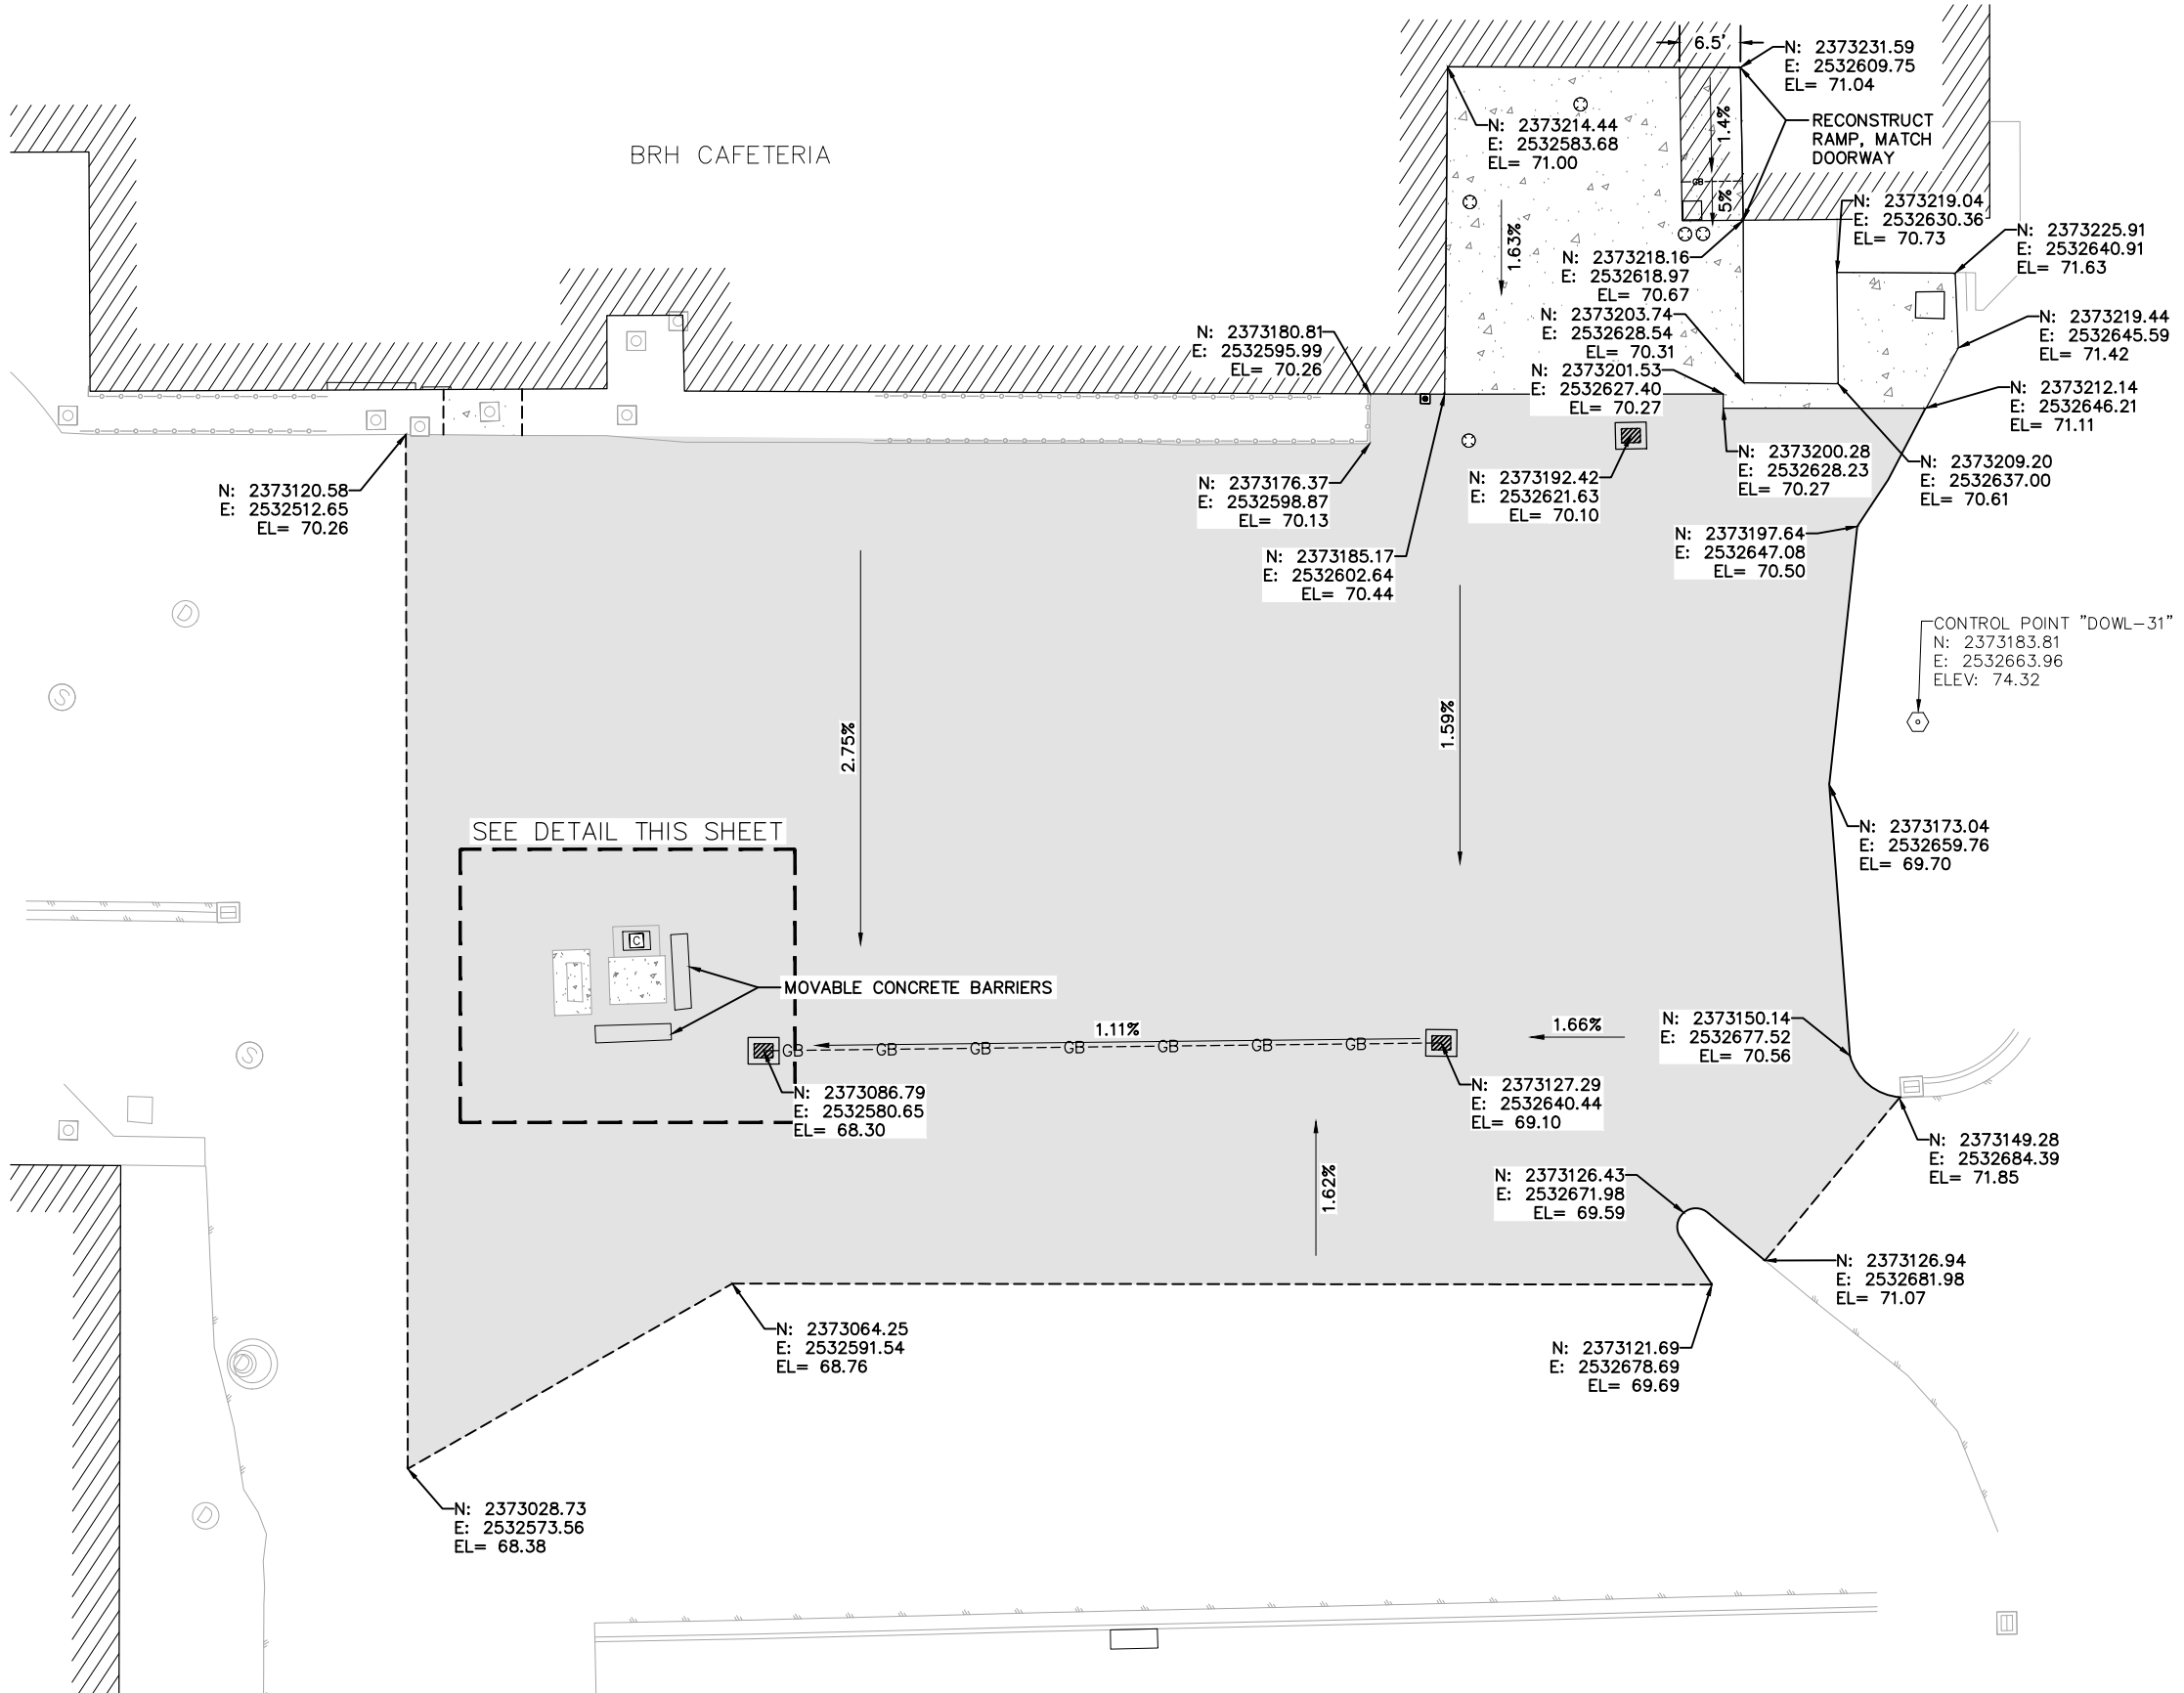 6.5'
N: 2373231.59
E: 2532609.75
EL= 71.04
RECONSTRUCT
RAMP, MATCH
DOORWAY
BRH CAFETERIA
N: 2373214.44
E: 2532583.68
EL= 71.00
1.4%
GB
5%
1.63%
N: 2373219.04
E: 2532630.36
EL= 70.73
N: 2373225.91
E: 2532640.91
EL= 71.63
N: 2373218.16
E: 2532618.97
EL= 70.67
N: 2373203.74
E: 2532628.54
EL= 70.31
N: 2373219.44
E: 2532645.59
EL= 71.42
N: 2373180.81
E: 2532595.99
EL= 70.26
N: 2373201.53
E: 2532627.40
EL= 70.27
N: 2373212.14
E: 2532646.21
EL= 71.11
N: 2373120.58
E: 2532512.65
EL= 70.26
N: 2373176.37
E: 2532598.87
EL= 70.13
N: 2373192.42
E: 2532621.63
EL= 70.10
N: 2373200.28
E: 2532628.23
EL= 70.27
N: 2373209.20
E: 2532637.00
EL= 70.61
N: 2373185.17
E: 2532602.64
EL= 70.44
N: 2373197.64
E: 2532647.08
EL= 70.50
D
S
CONTROL POINT "DOWL-31"
N: 2373183.81
E: 2532663.96
ELEV: 74.32
2.75%
1.59%
SEE DETAIL THIS SHEET
N: 2373173.04
E: 2532659.76
EL= 69.70
C
MOVABLE CONCRETE BARRIERS
1.11%
1.66%
GB GB GB GB GB GB GB
S
N: 2373150.14
E: 2532677.52
EL= 70.56
N: 2373086.79
E: 2532580.65
EL= 68.30
N: 2373127.29
E: 2532640.44
EL= 69.10
N: 2373149.28
E: 2532684.39
EL= 71.85
1.62%
N: 2373126.43
E: 2532671.98
EL= 69.59
N: 2373126.94
E: 2532681.98
EL= 71.07
N: 2373064.25
E: 2532591.54
EL= 68.76
N: 2373121.69
E: 2532678.69
EL= 69.69
D
N: 2373028.73
E: 2532573.56
EL= 68.38
D